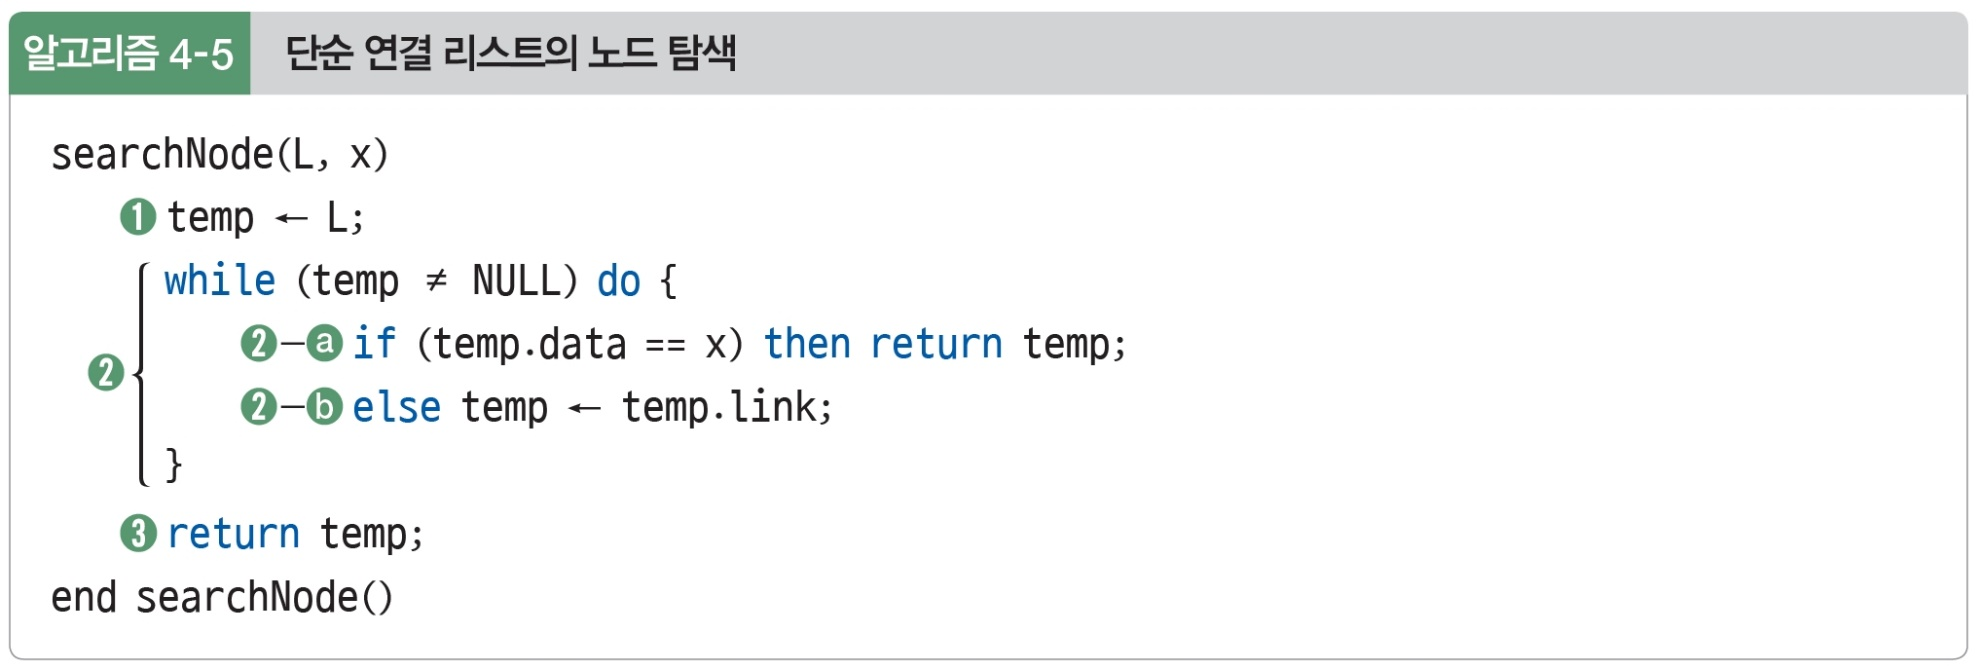 알고리즘 4-5 단순 연결 리스트의 노드 탐색
searchNode(L, x)
❶ temp ← L;
while (temp ≠ NULL) do {
❷-ⓐ if (temp.data == x) then return temp;
❷
❷-ⓑ else temp ← temp.link;
}
❸ return temp;
end searchNode()